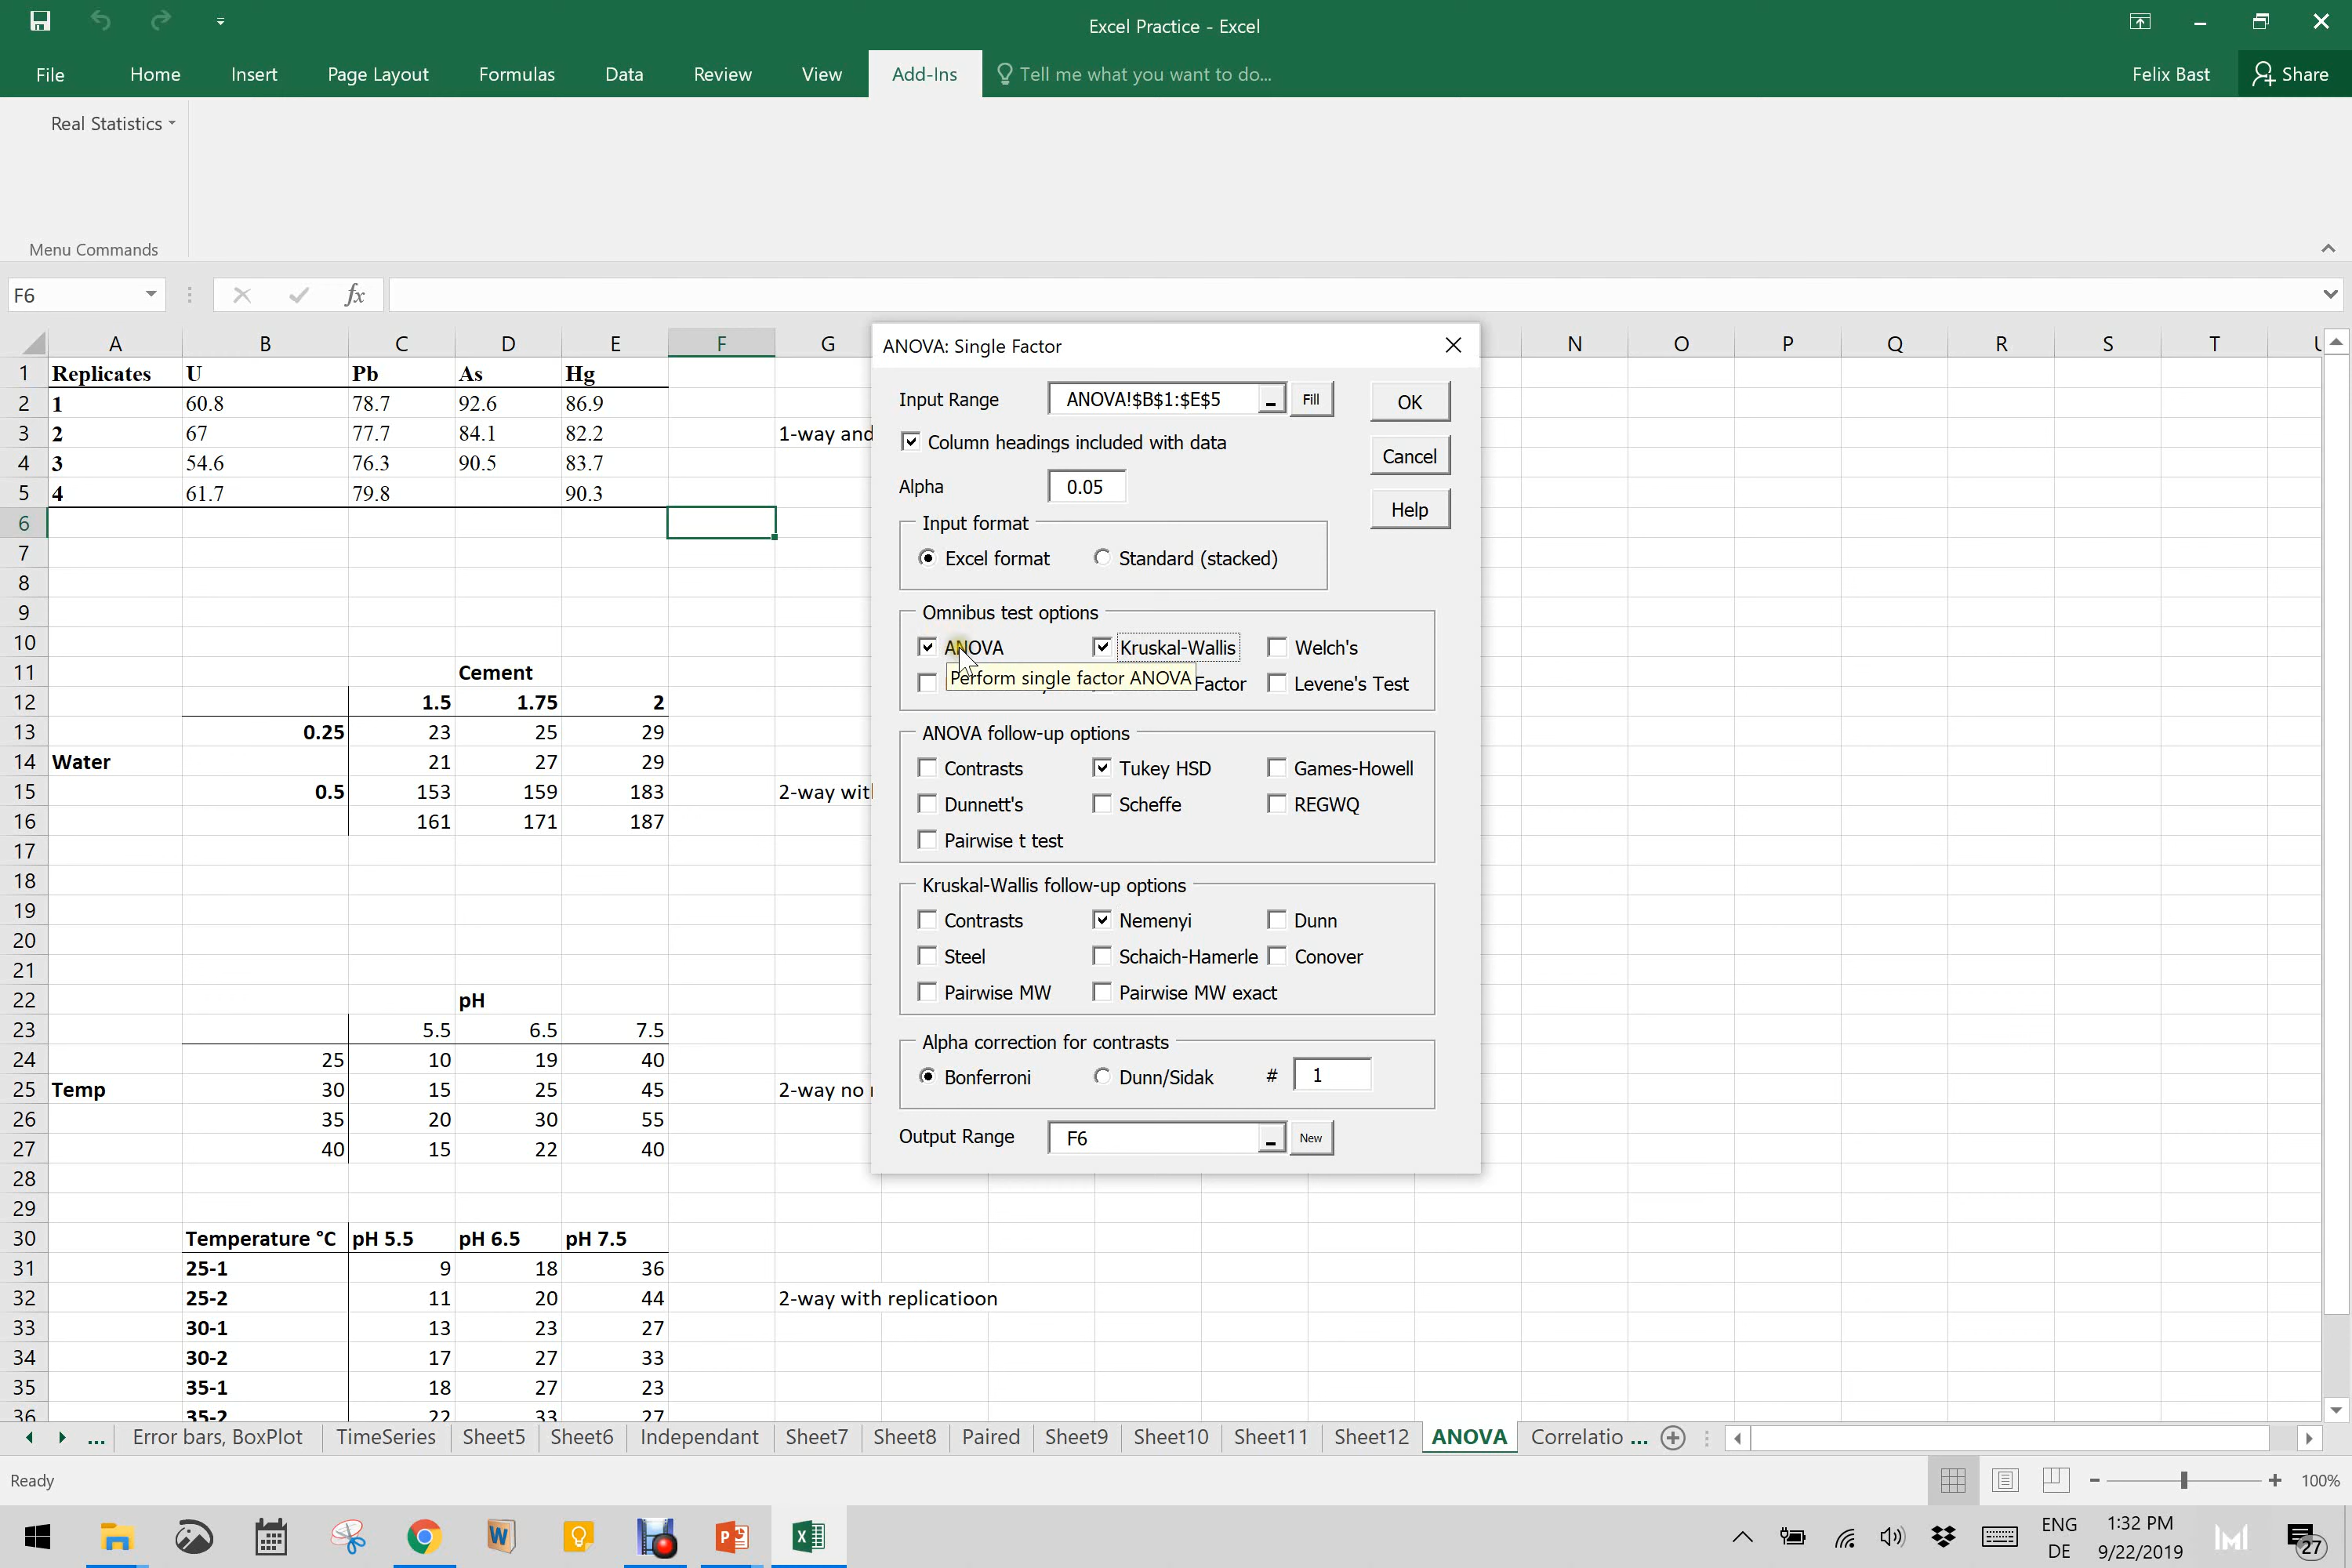 Excel Practice - Excel
File Home Insert Page Layout Formulas Data Review View Add-Ins Tell me what you want to do... Felix Bast Share
Real Statistics
Menu Commands
F6 fx
A B C D E F G N O P Q R S T
1 Replicates U Pb As Hg
2 1 60.8 78.7 92.6 86.9
3 2 67 77.7 84.1 82.2 1-way and
4 3 54.6 76.3 90.5 83.7
5 4 61.7 79.8 90.3
6
7
8
9
10
11 Cement
12 1.5 1.75 2
13 0.25 23 25 29
14 Water 21 27 29
15 0.5 153 159 183 2-way with
16 161 171 187
17
18
19
20
21
22 pH
23 5.5 6.5 7.5
24 25 10 19 40
25 Temp 30 15 25 45 2-way no
26 35 20 30 55
27 40 15 22 40
28
29
30 Temperature °C pH 5.5 pH 6.5 pH 7.5
31 25-1 9 18 36
32 25-2 11 20 44 2-way with replicatioon
33 30-1 13 23 27
34 30-2 17 27 33
35 35-1 18 27 23
36 35-2 22 33 27
ANOVA: Single Factor
Input Range ANOVA!$B$1:$E$5 Fill OK
Column headings included with data
Cancel
Alpha 0.05
Help
Input format
Excel format Standard (stacked)
Omnibus test options
ANOVA Kruskal-Wallis Welch's
Perform single factor ANOVA Factor Levene's Test
ANOVA follow-up options
Contrasts Tukey HSD Games-Howell
Dunnett's Scheffe REGWQ
Pairwise t test
Kruskal-Wallis follow-up options
Contrasts Nemenyi Dunn
Steel Schaich-Hamerle Conover
Pairwise MW Pairwise MW exact
Alpha correction for contrasts
Bonferroni Dunn/Sidak # 1
Output Range F6 New
... Error bars, BoxPlot TimeSeries Sheet5 Sheet6 Independant Sheet7 Sheet8 Paired Sheet9 Sheet10 Sheet11 Sheet12 ANOVA Correlatio ...
Ready 100%
ENG 1:32 PM
DE 9/22/2019 27